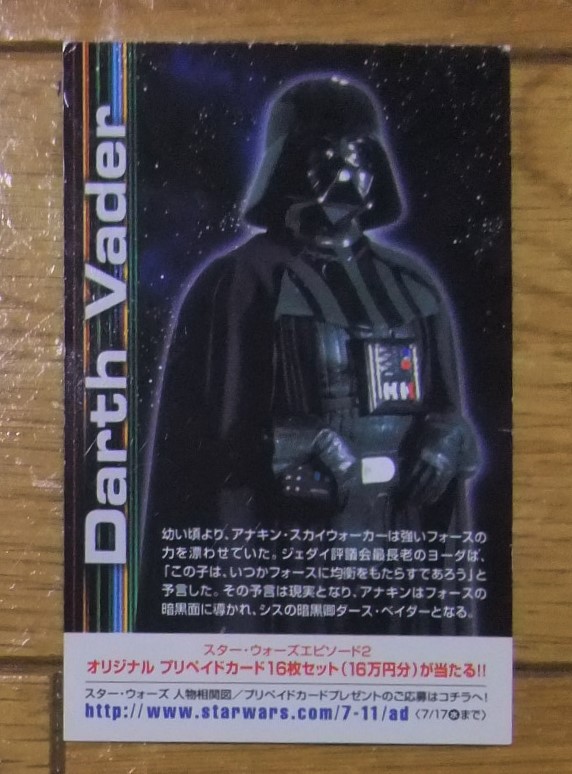 Darth Vader
幼い頃より、アナキン・スカイウォーカーは強いフォースの
力を漂わせていた。ジェダイ評議会最長老のヨーダは、
「この子は、いつかフォースに均衡をもたらすであろう」と
予言した。その予言は現実となり、アナキンはフォースの
暗黒面に導かれ、シスの暗黒卿ダース・ベイダーとなる。
スター・ウォーズエピソード2
オリジナル プリペイドカード16枚セット(16万円分)が当たる!!
スター・ウォーズ 人物相関図/プリペイドカードプレゼントのご応募はコチラへ!
http://www.starwars.com/7-11/ad 〈7/17㊌まで〉